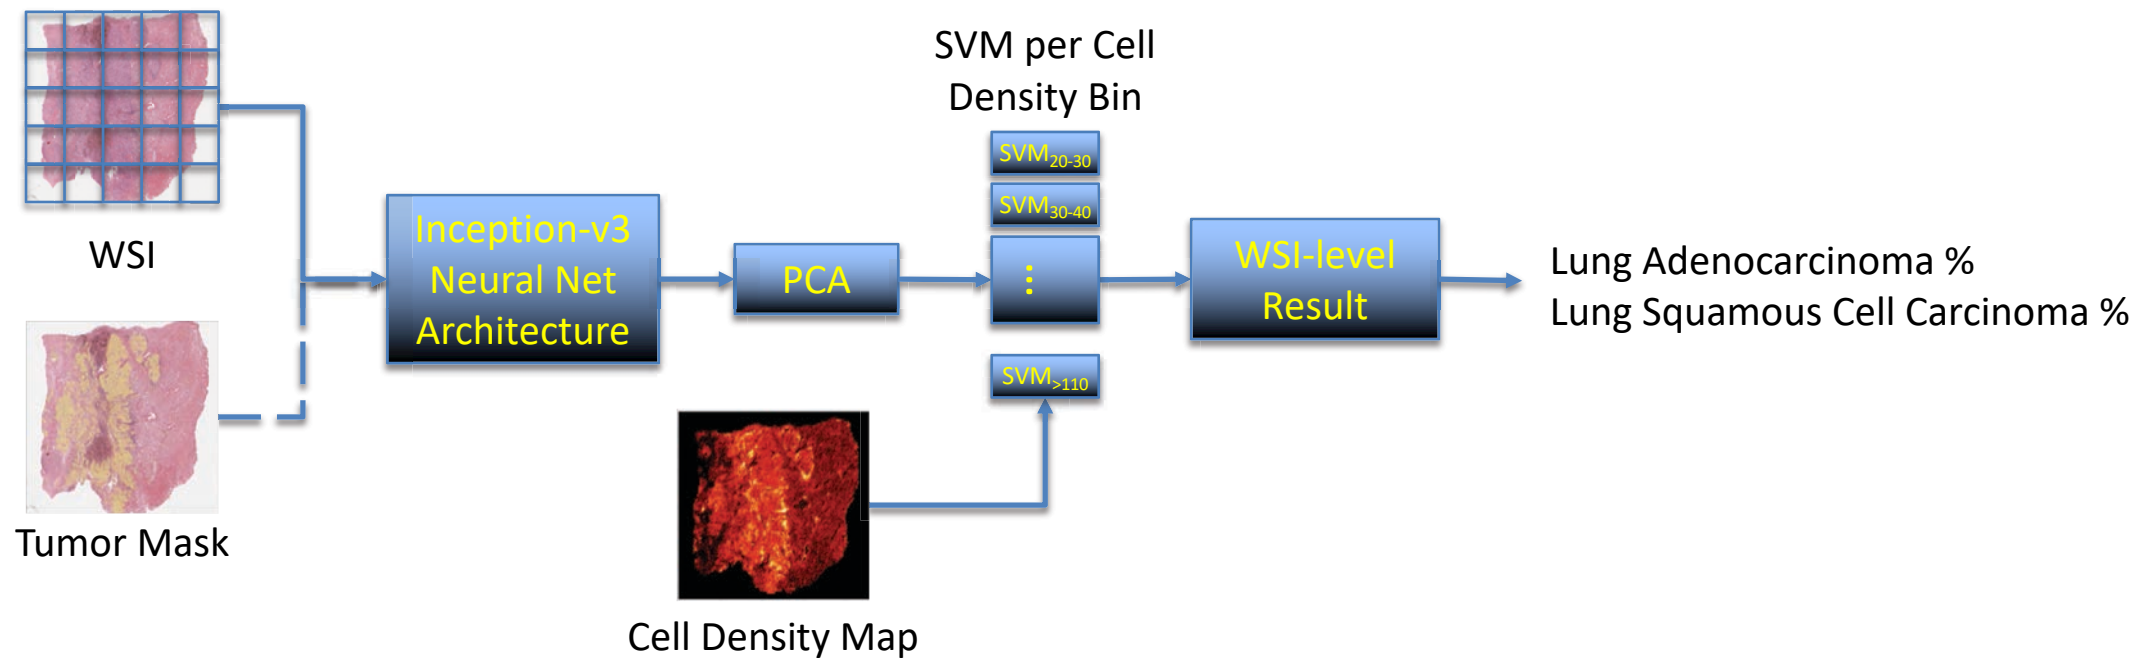 SVM per Cell
Density Bin
WSI
Tumor Mask
Inception-v3
Neural Net
Architecture
PCA
SVM20-30
SVM30-40
⋮
SVM>110
Cell Density Map
WSI-level
Result
Lung Adenocarcinoma %
Lung Squamous Cell Carcinoma %